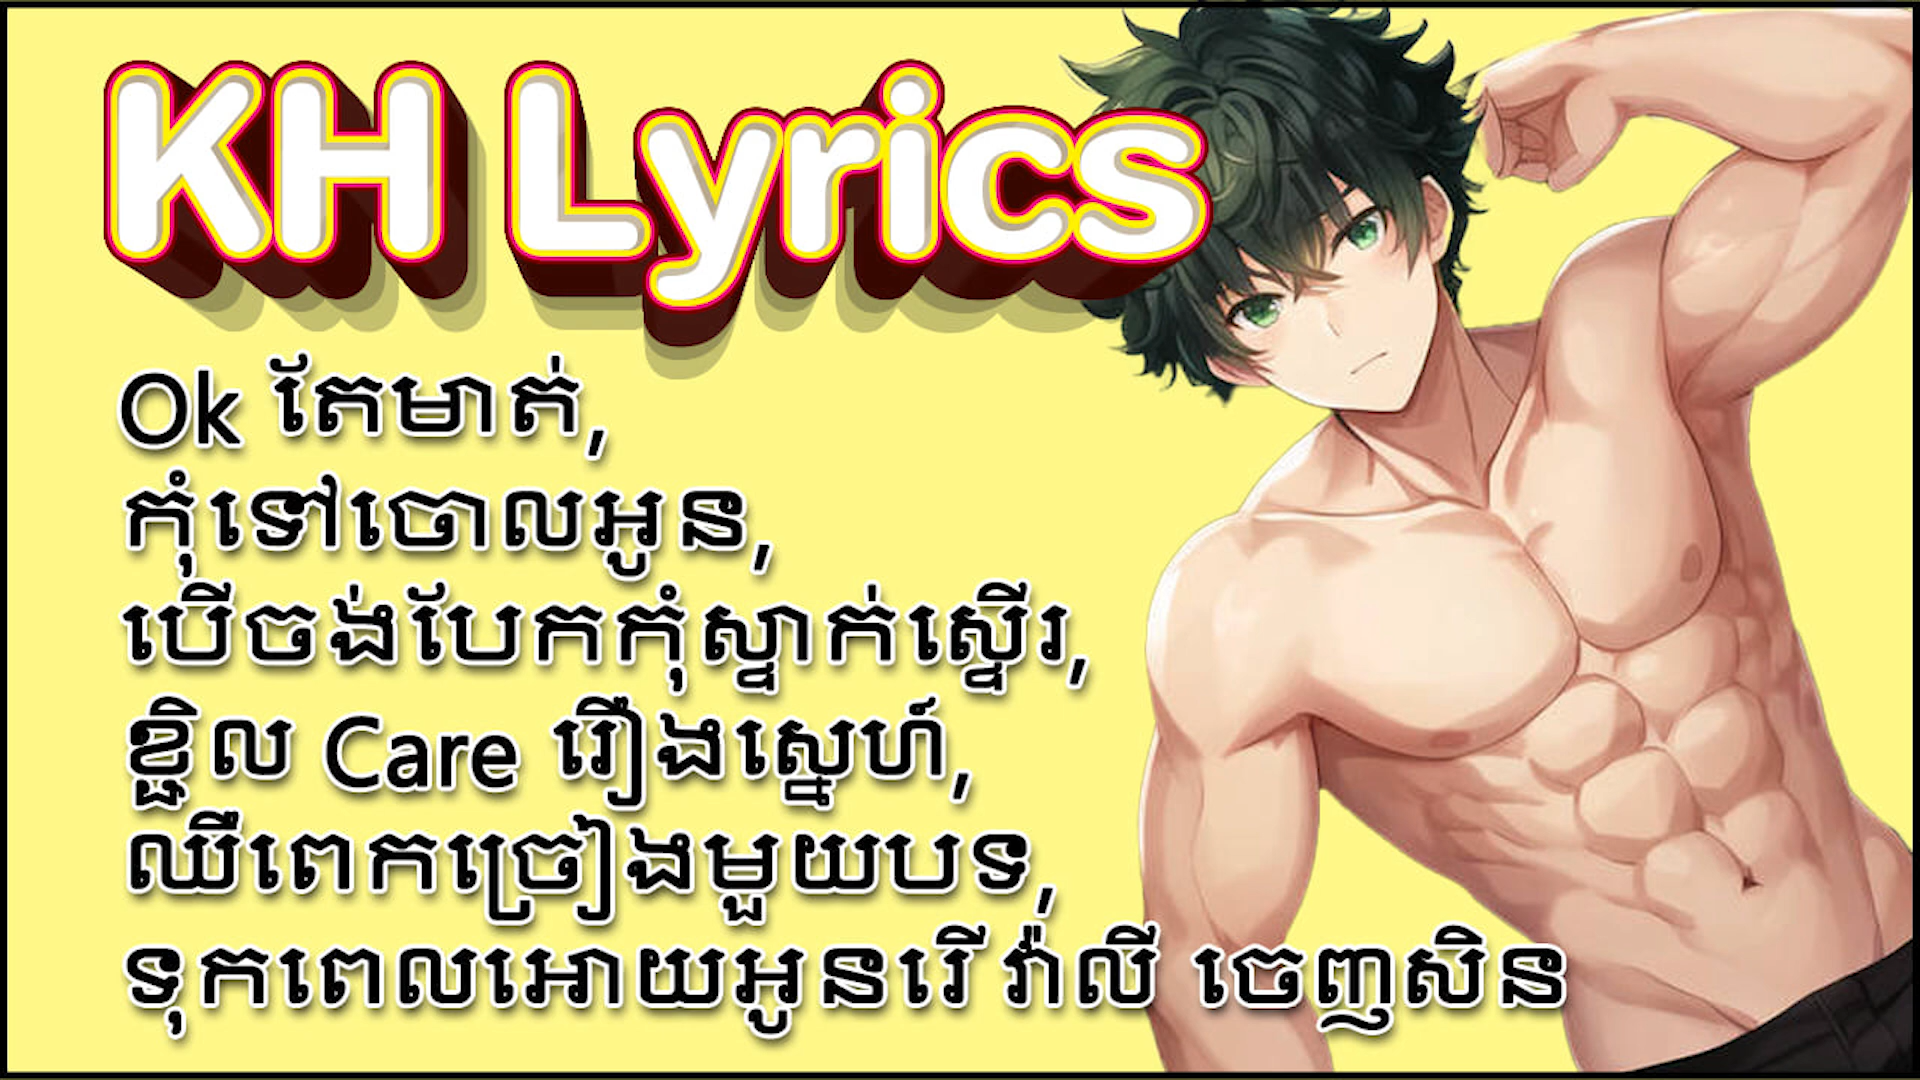 KH Lyrics
Ok តែមាត់,
កុំទៅចោលអូន,
បើចង់បែកកុំស្ទាក់ស្ទើរ,
ខ្ជិល Care រឿងស្នេហ៍,
ឈឺពេកច្រៀងមួយបទ,
ទុកពេលអោយអូនរើ វ៉ាលី ចេញសិន